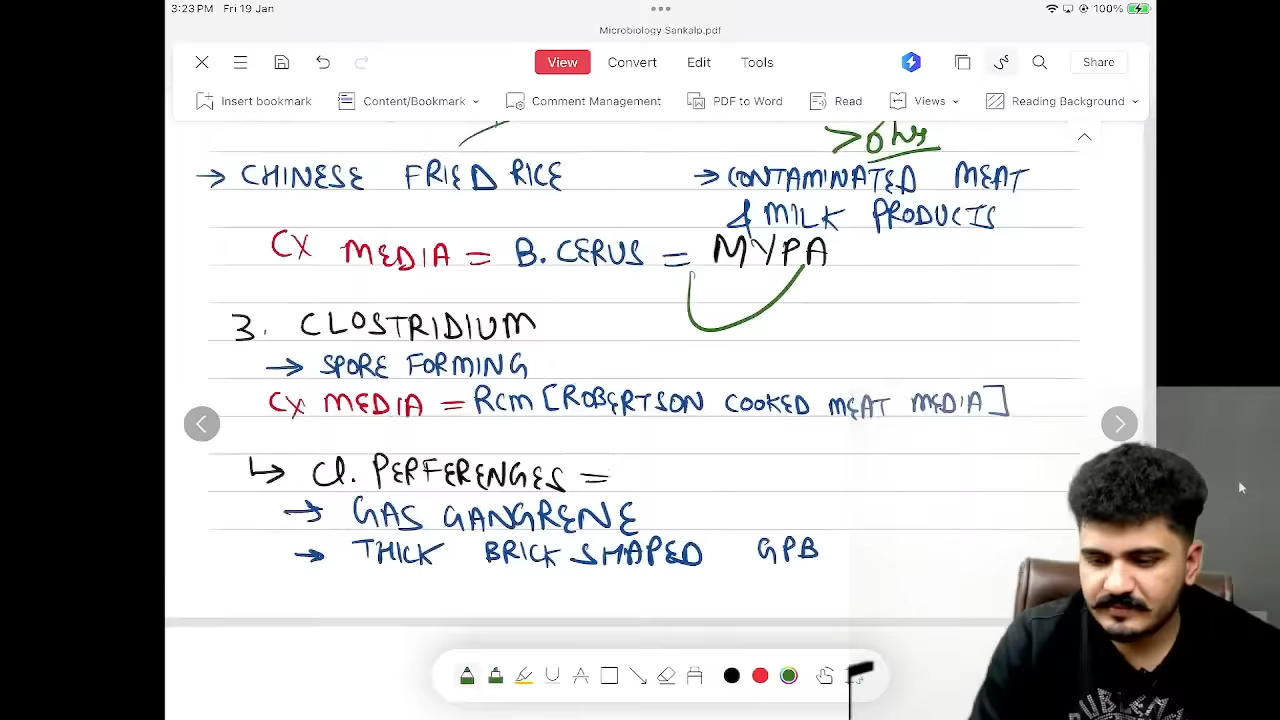 3:23 PM Fri 19 Jan
100%
Microbiology Sankalp.pdf
View Convert Edit Tools
Share
Insert bookmark Content/Bookmark Comment Management PDF to Word Read Views Reading Background
>6 hrs
→ CHINESE FRIED RICE
→ CONTAMINATED MEAT
& MILK PRODUCTS
CX MEDIA = B. CERUS = MYPA
3. CLOSTRIDIUM
→ SPORE FORMING
CX MEDIA = RCM [ROBERTSON COOKED MEAT MEDIA]
↳ Cl. PERFERENGES =
→ GAS GANGRENE
→ THICK BRICK SHAPED GPB